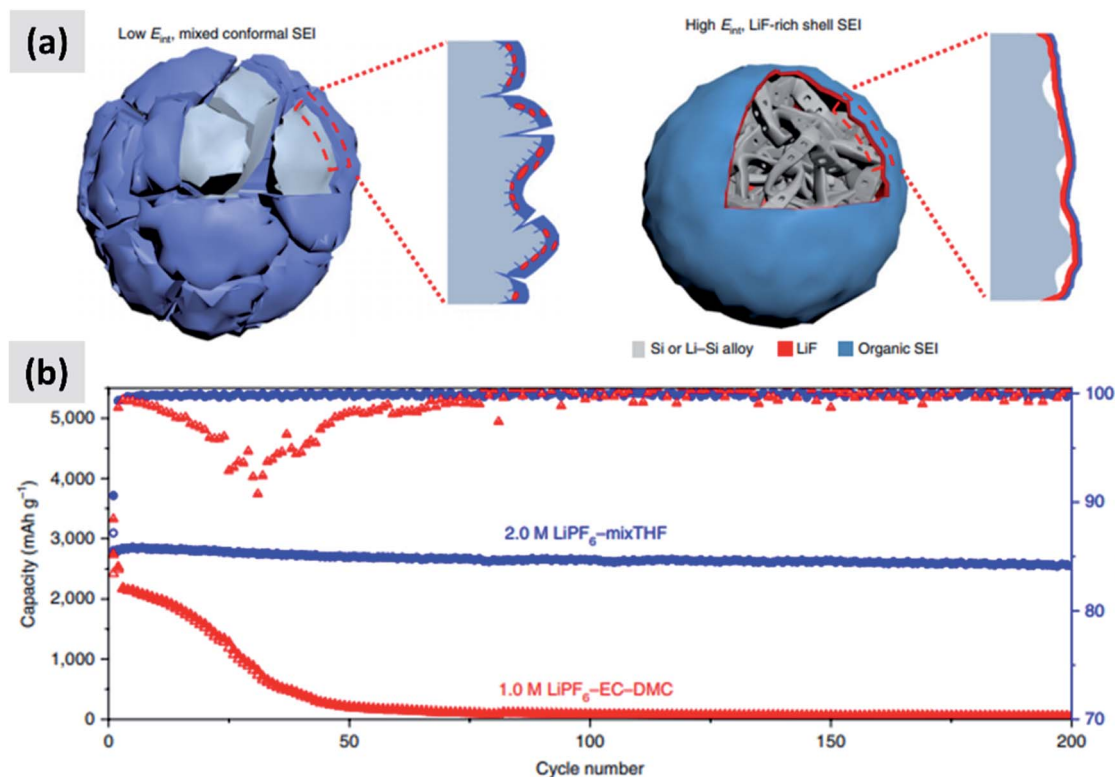 (a)
Low E_int, mixed conformal SEI
High E_int, LiF-rich shell SEI
Si or Li–Si alloy
LiF
Organic SEI
(b)
Capacity (mAh g⁻¹)
5,000
4,000
3,000
2,000
1,000
0
2.0 M LiPF₆–mixTHF
1.0 M LiPF₆–EC–DMC
100
90
80
70
0
50
100
150
200
Cycle number